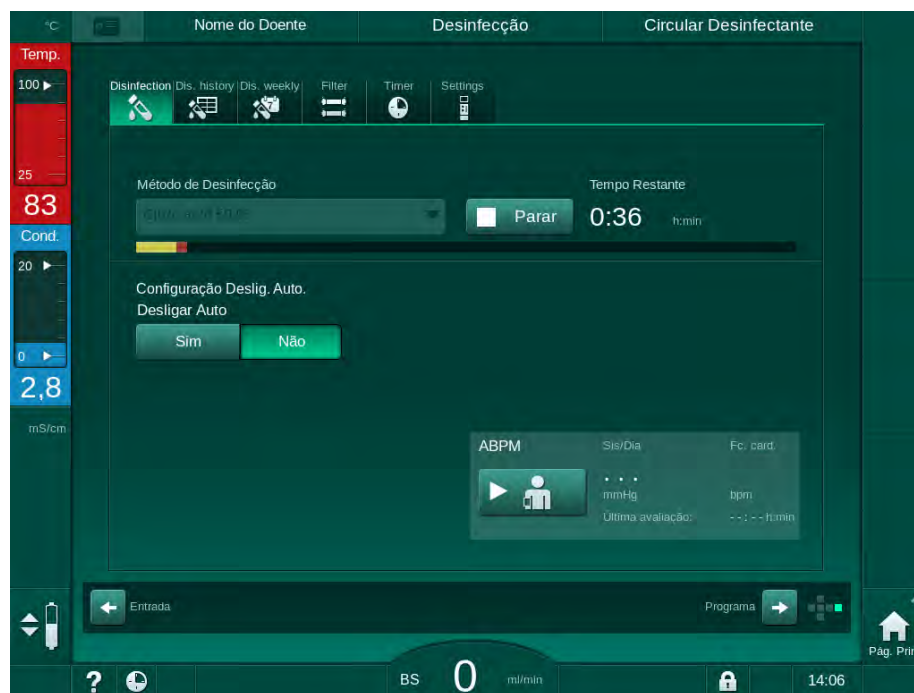 °C Nome do Doente Desinfecção Circular Desinfectante
Temp.
100
25
83
Cond.
20
0
2,8
mS/cm
Disinfection Dis. history Dis. weekly Filter Timer Settings
7
Método de Desinfecção Tempo Restante
Parar 0:36 h:min
Configuração Deslig. Auto.
Desligar Auto
Sim Não
ABPM Sis/Dia Fc. card.
. . .
mmHg bpm
Última avaliação: --:-- h:min
Entrada Programa
Pág. Prin
? BS 0 ml/min 14:06